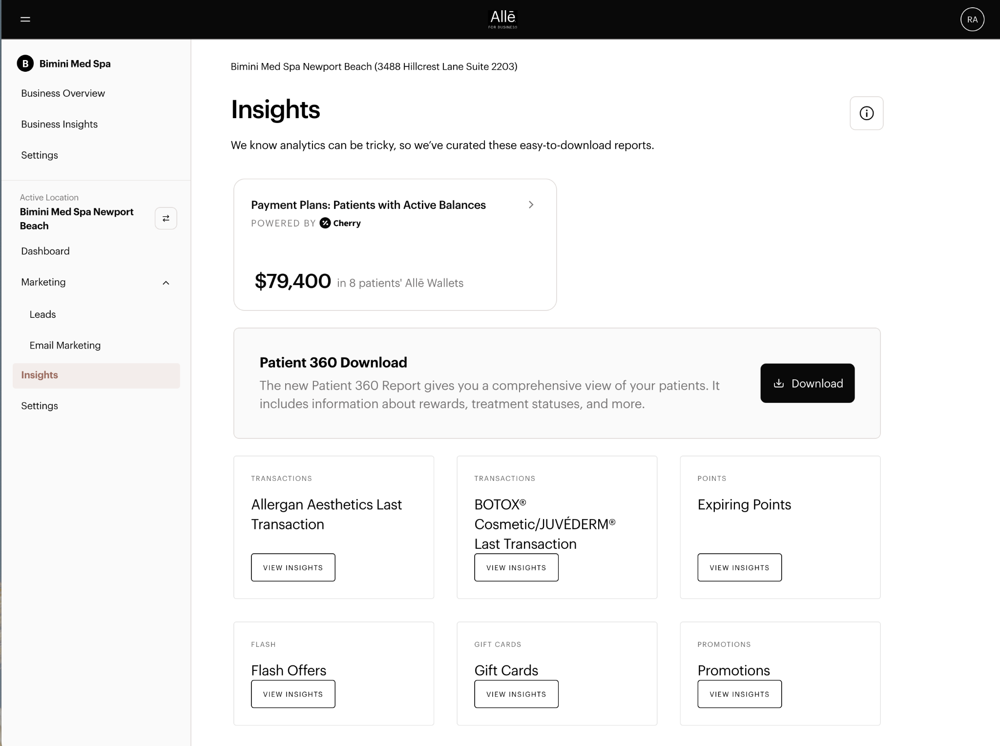 Allē
FOR BUSINESS
RA
B Bimini Med Spa
Business Overview
Business Insights
Settings
Active Location
Bimini Med Spa Newport
Beach
Dashboard
Marketing
Leads
Email Marketing
Insights
Settings
Bimini Med Spa Newport Beach (3488 Hillcrest Lane Suite 2203)
Insights
We know analytics can be tricky, so we’ve curated these easy-to-download reports.
Payment Plans: Patients with Active Balances
POWERED BY Cherry
$79,400 in 8 patients' Allē Wallets
Patient 360 Download
The new Patient 360 Report gives you a comprehensive view of your patients. It
includes information about rewards, treatment statuses, and more.
Download
TRANSACTIONS
Allergan Aesthetics Last
Transaction
VIEW INSIGHTS
TRANSACTIONS
BOTOX®
Cosmetic/JUVÉDERM®
Last Transaction
VIEW INSIGHTS
POINTS
Expiring Points
VIEW INSIGHTS
FLASH
Flash Offers
VIEW INSIGHTS
GIFT CARDS
Gift Cards
VIEW INSIGHTS
PROMOTIONS
Promotions
VIEW INSIGHTS